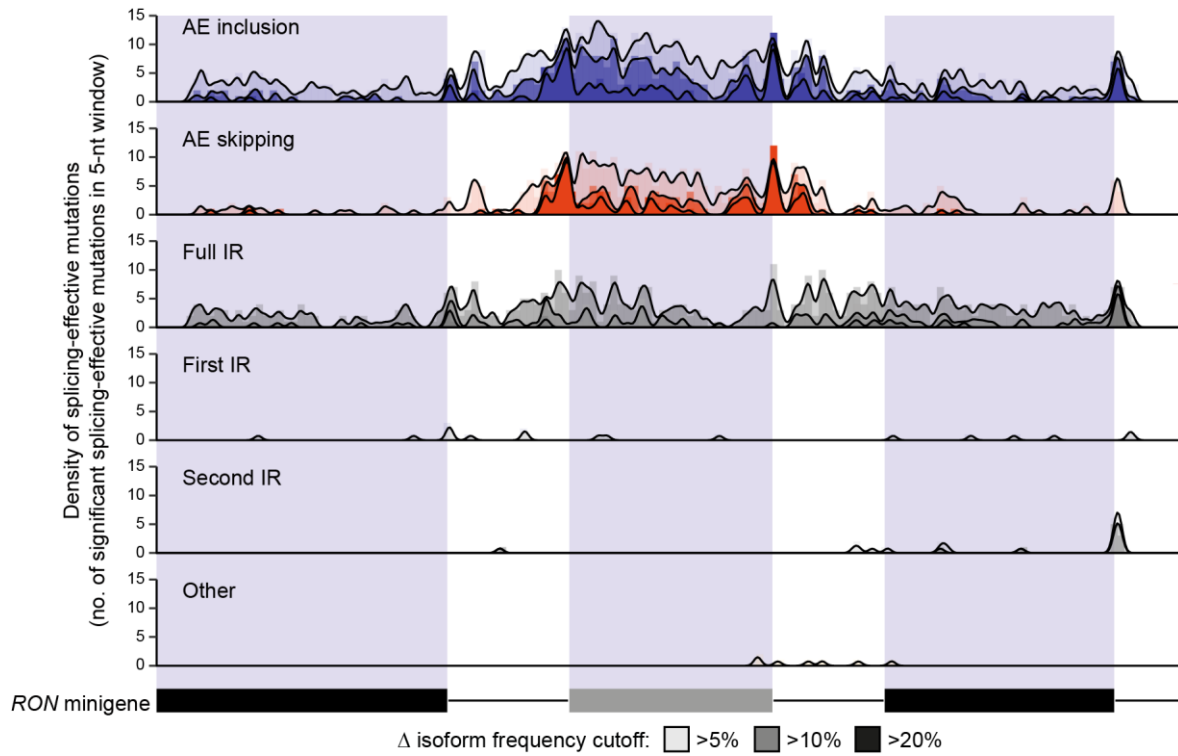 Density of splicing-effective mutations
(no. of significant splicing-effective mutations in 5-nt window)
15
10
5
0
AE inclusion
15
10
5
0
AE skipping
15
10
5
0
Full IR
15
10
5
0
First IR
15
10
5
0
Second IR
15
10
5
0
Other
RON minigene
Δ isoform frequency cutoff: >5% >10% >20%